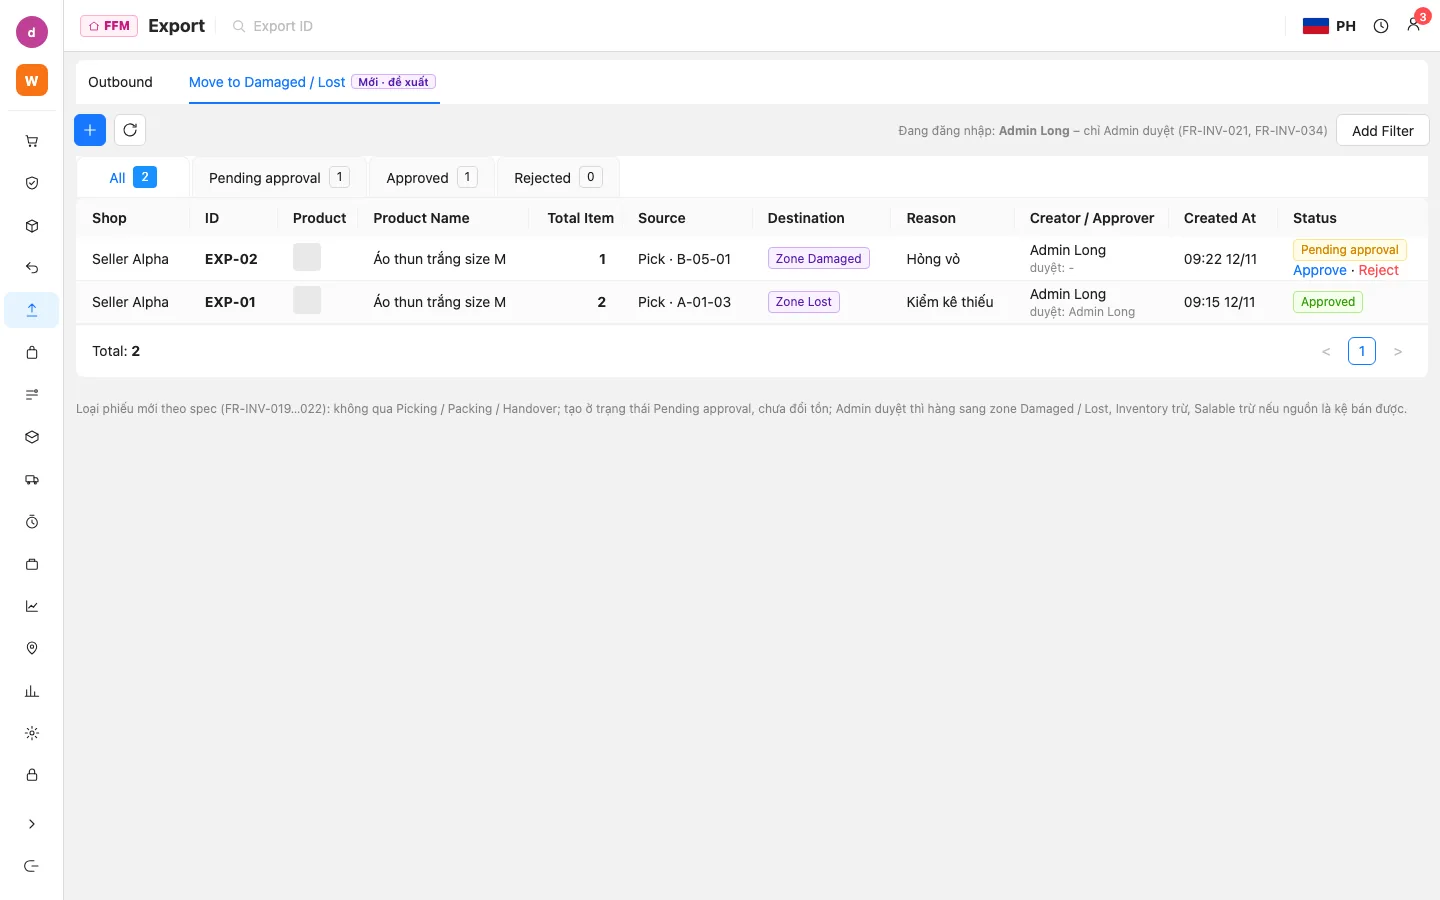 d
FFM Export Export ID PH 3
W
Outbound Move to Damaged / Lost Mới · đề xuất
Đang đăng nhập: Admin Long – chỉ Admin duyệt (FR-INV-021, FR-INV-034) Add Filter
All 2 Pending approval 1 Approved 1 Rejected 0
Shop ID Product Product Name Total Item Source Destination Reason Creator / Approver Created At Status
Seller Alpha EXP-02 Áo thun trắng size M 1 Pick · B-05-01 Zone Damaged Hỏng vỏ Admin Long 09:22 12/11 Pending approval
duyệt: - Approve · Reject
Seller Alpha EXP-01 Áo thun trắng size M 2 Pick · A-01-03 Zone Lost Kiểm kê thiếu Admin Long 09:15 12/11 Approved
duyệt: Admin Long
Total: 2 < 1 >
Loại phiếu mới theo spec (FR-INV-019...022): không qua Picking / Packing / Handover; tạo ở trạng thái Pending approval, chưa đổi tồn; Admin duyệt thì hàng sang zone Damaged / Lost, Inventory trừ, Salable trừ nếu nguồn là kệ bán được.